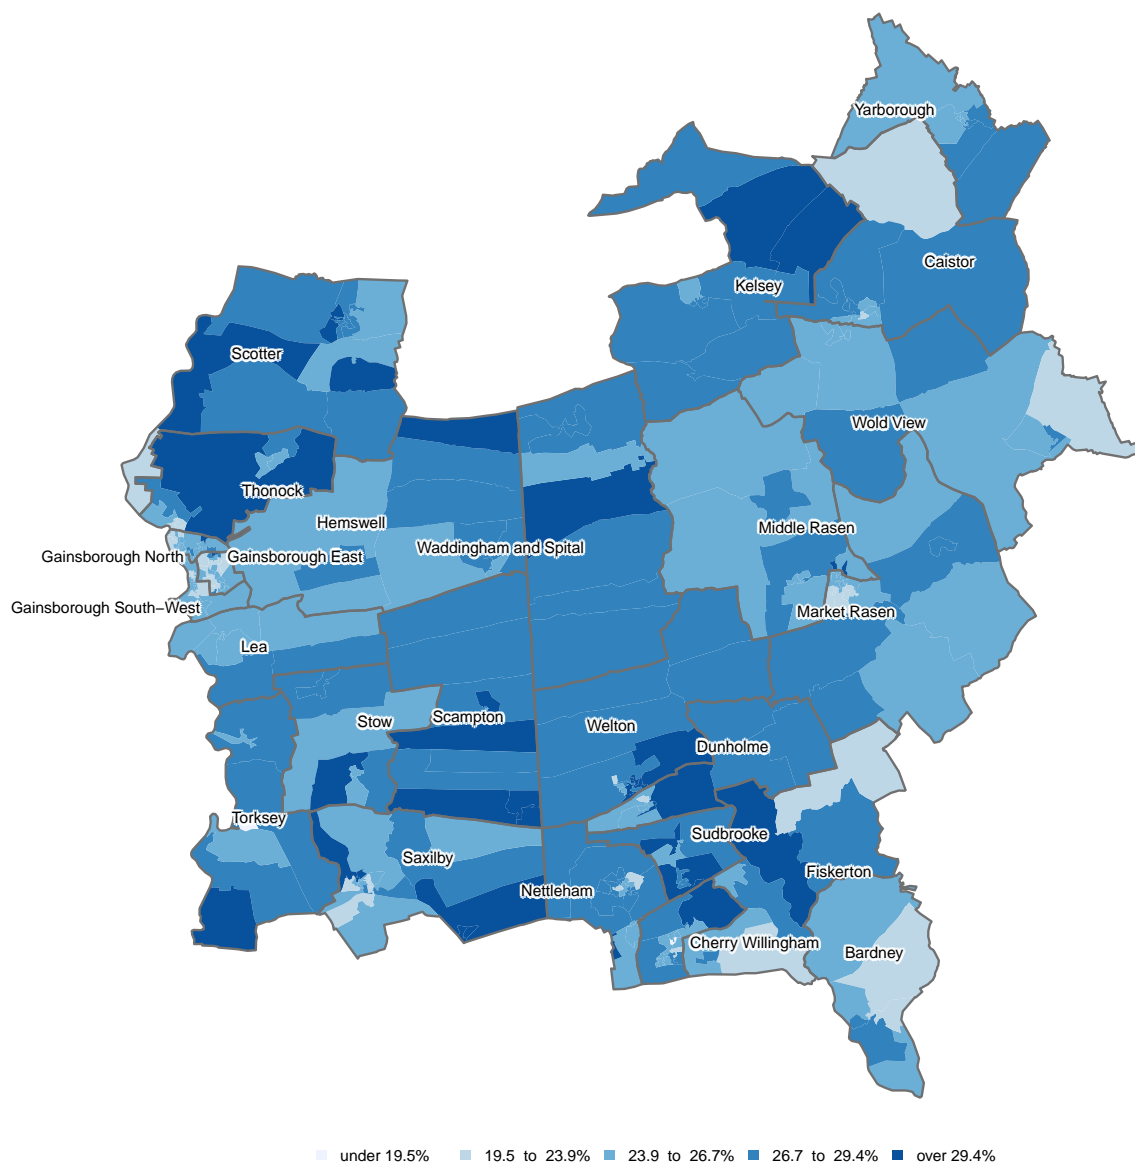 Yarborough
Caistor
Kelsey
Scotter
Wold View
Thonock
Hemswell
Middle Rasen
Waddingham and Spital
Gainsborough North
Gainsborough East
Gainsborough South−West
Market Rasen
Lea
Stow
Scampton
Welton
Dunholme
Torksey
Sudbrooke
Saxilby
Fiskerton
Nettleham
Cherry Willingham
Bardney
under 19.5% 19.5 to 23.9% 23.9 to 26.7% 26.7 to 29.4% over 29.4%